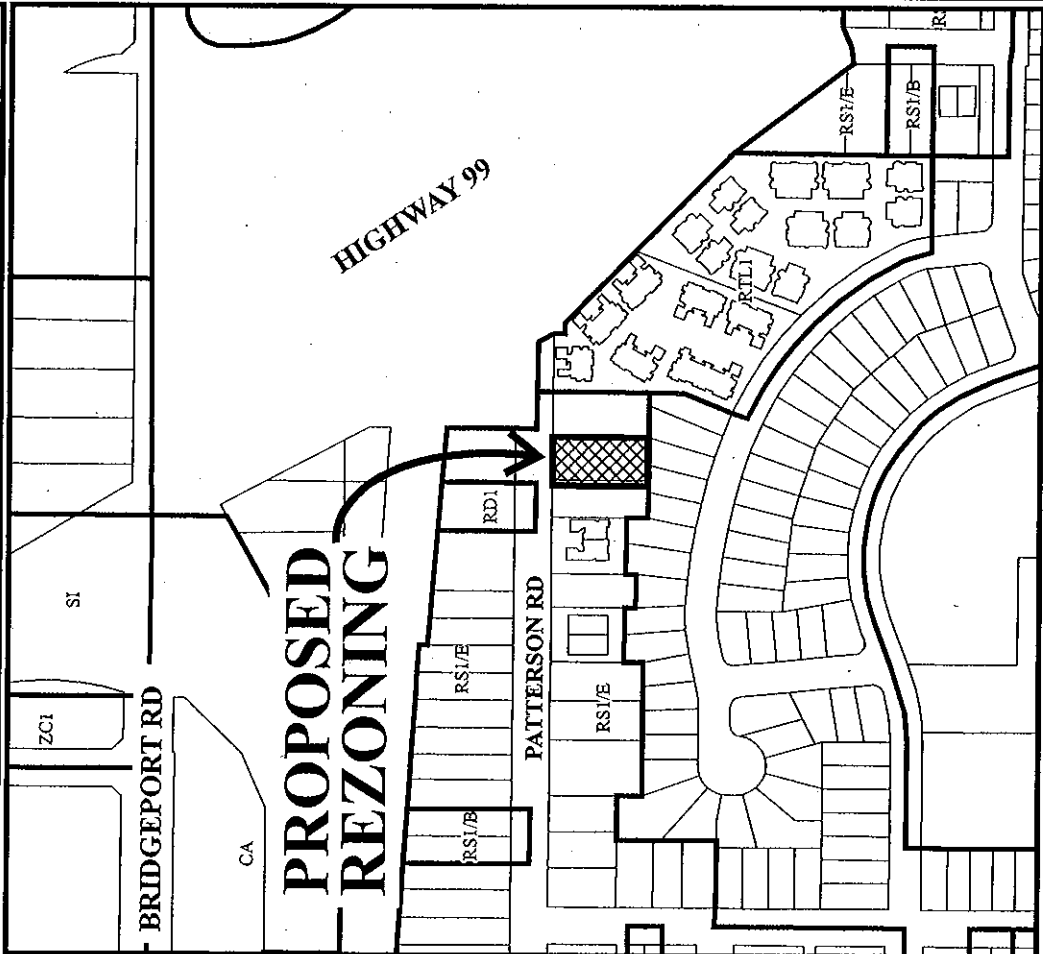 HIGHWAY 99
RS1/E
RS1/B
RTL1
RD1
SI
PROPOSED
REZONING
PATTERSON RD
RS1/E
RS1/E
ZC1
BRIDGEPORT RD
CA
RS1/B